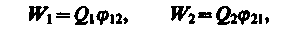 W₁ = Q₁φ₁₂, W₂ = Q₂φ₂₁,